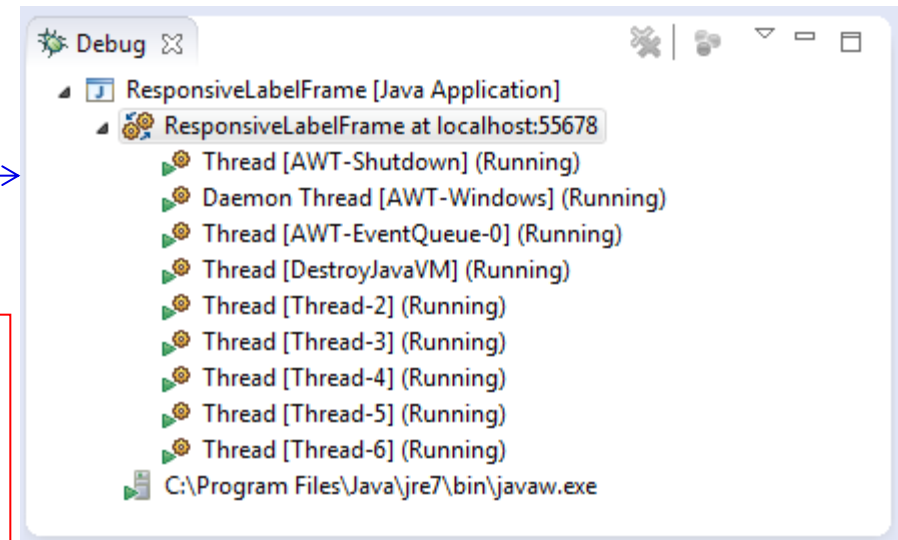 Debug
ResponsiveLabelFrame [Java Application]
ResponsiveLabelFrame at localhost:55678
Thread [AWT-Shutdown] (Running)
Daemon Thread [AWT-Windows] (Running)
Thread [AWT-EventQueue-0] (Running)
Thread [DestroyJavaVM] (Running)
Thread [Thread-2] (Running)
Thread [Thread-3] (Running)
Thread [Thread-4] (Running)
Thread [Thread-5] (Running)
Thread [Thread-6] (Running)
C:\Program Files\Java\jre7\bin\javaw.exe